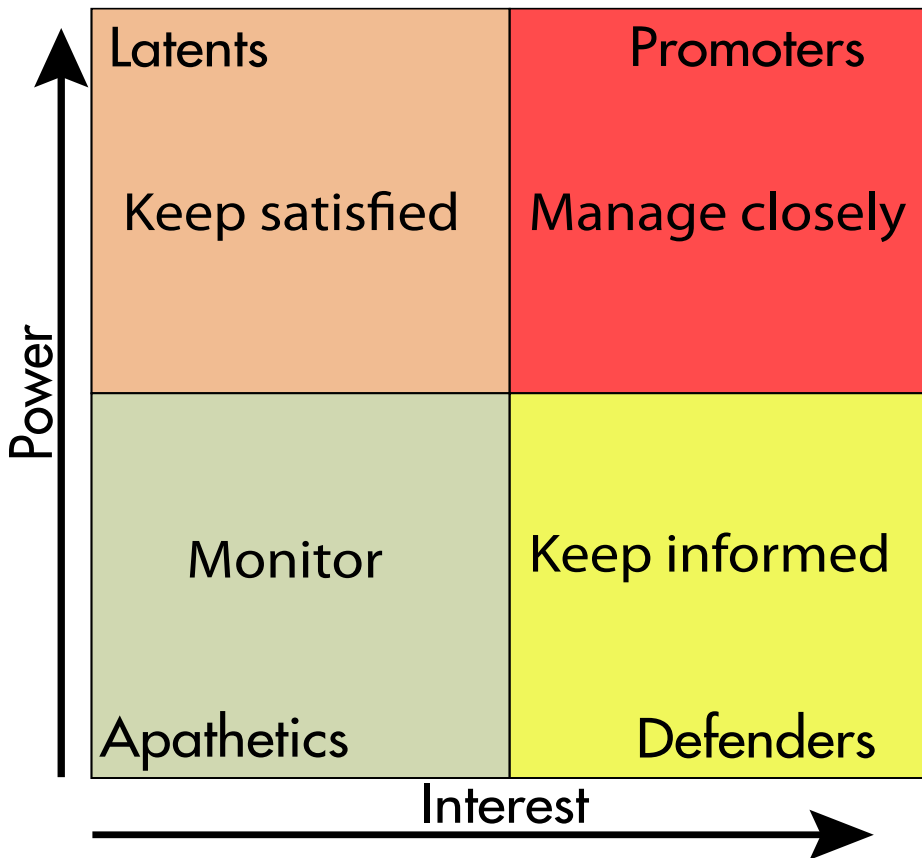 Latents
Promoters
Keep satisfied
Manage closely
Power
Monitor
Keep informed
Apathetics
Defenders
Interest